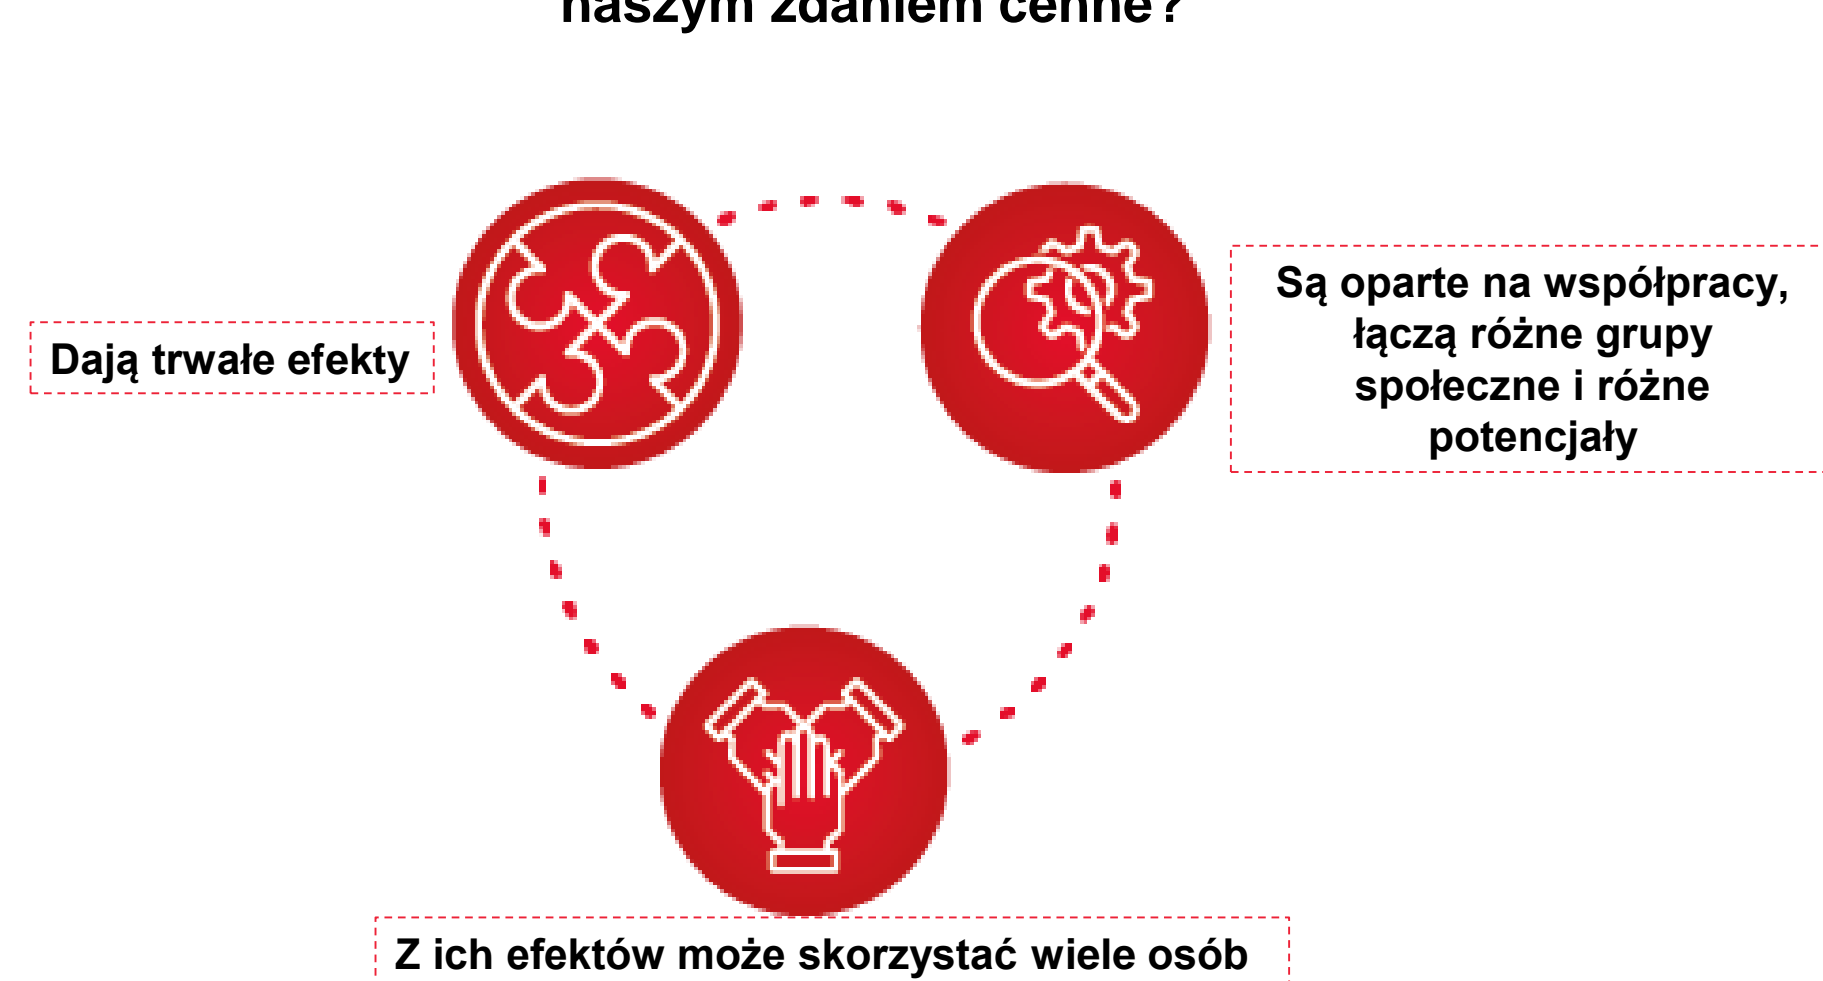 naszym zdaniem cenne?
Dają trwałe efekty
Są oparte na współpracy,
łączą różne grupy
społeczne i różne
potencjały
Z ich efektów może skorzystać wiele osób